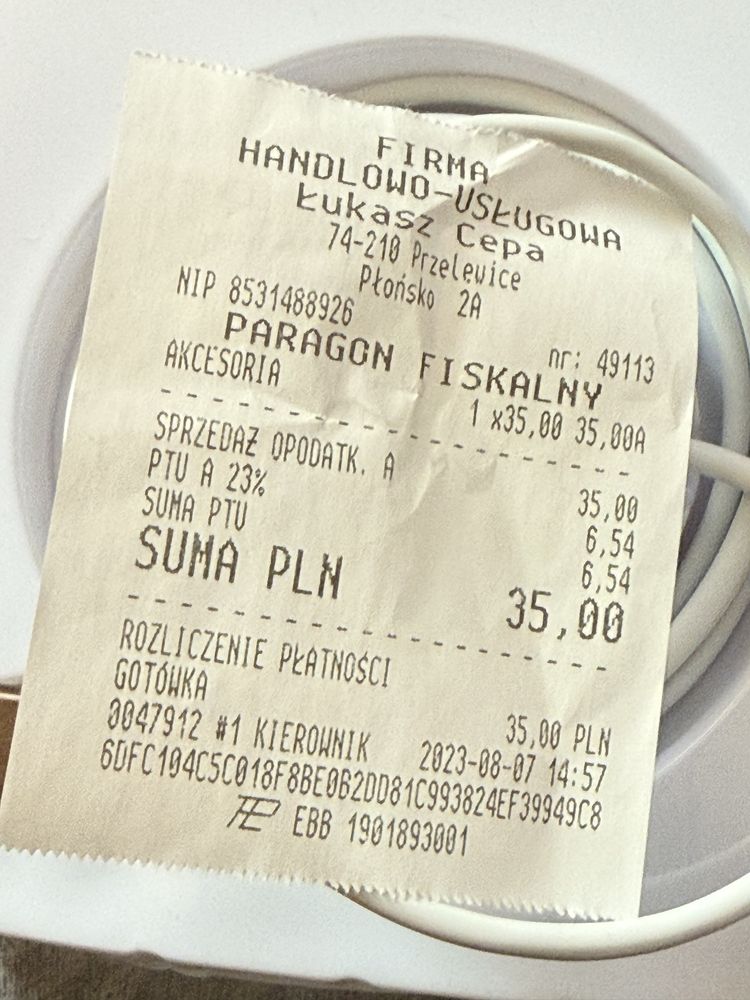 FIRMA
HANDLOWO-USŁUGOWA
Łukasz Cepa
74-210 Przelewice
Płońsko 2A
NIP 8531488926
nr: 49113
PARAGON FISKALNY
AKCESORIA 1 x35,00 35,00A
SPRZEDAŻ OPODATK. A 35,00
PTU A 23% 6,54
SUMA PTU 6,54
SUMA PLN 35,00
ROZLICZENIE PŁATNOŚCI
GOTÓWKA 35,00 PLN
0047912 #1 KIEROWNIK 2023-08-07 14:57
6DFC104C5C018F8BE0B2DD81C993824EF39949C8
EBB 1901893001